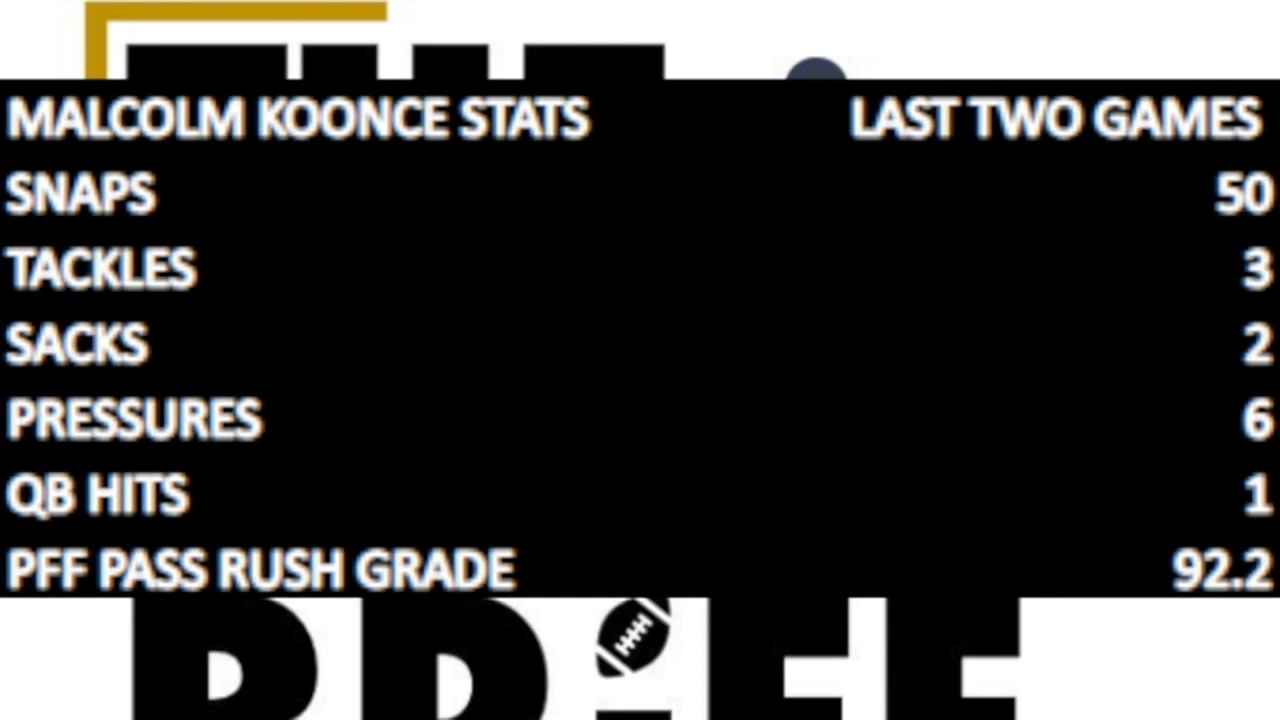 MALCOLM KOONCE STATS LAST TWO GAMES
SNAPS 50
TACKLES 3
SACKS 2
PRESSURES 6
QB HITS 1
PFF PASS RUSH GRADE 92.2